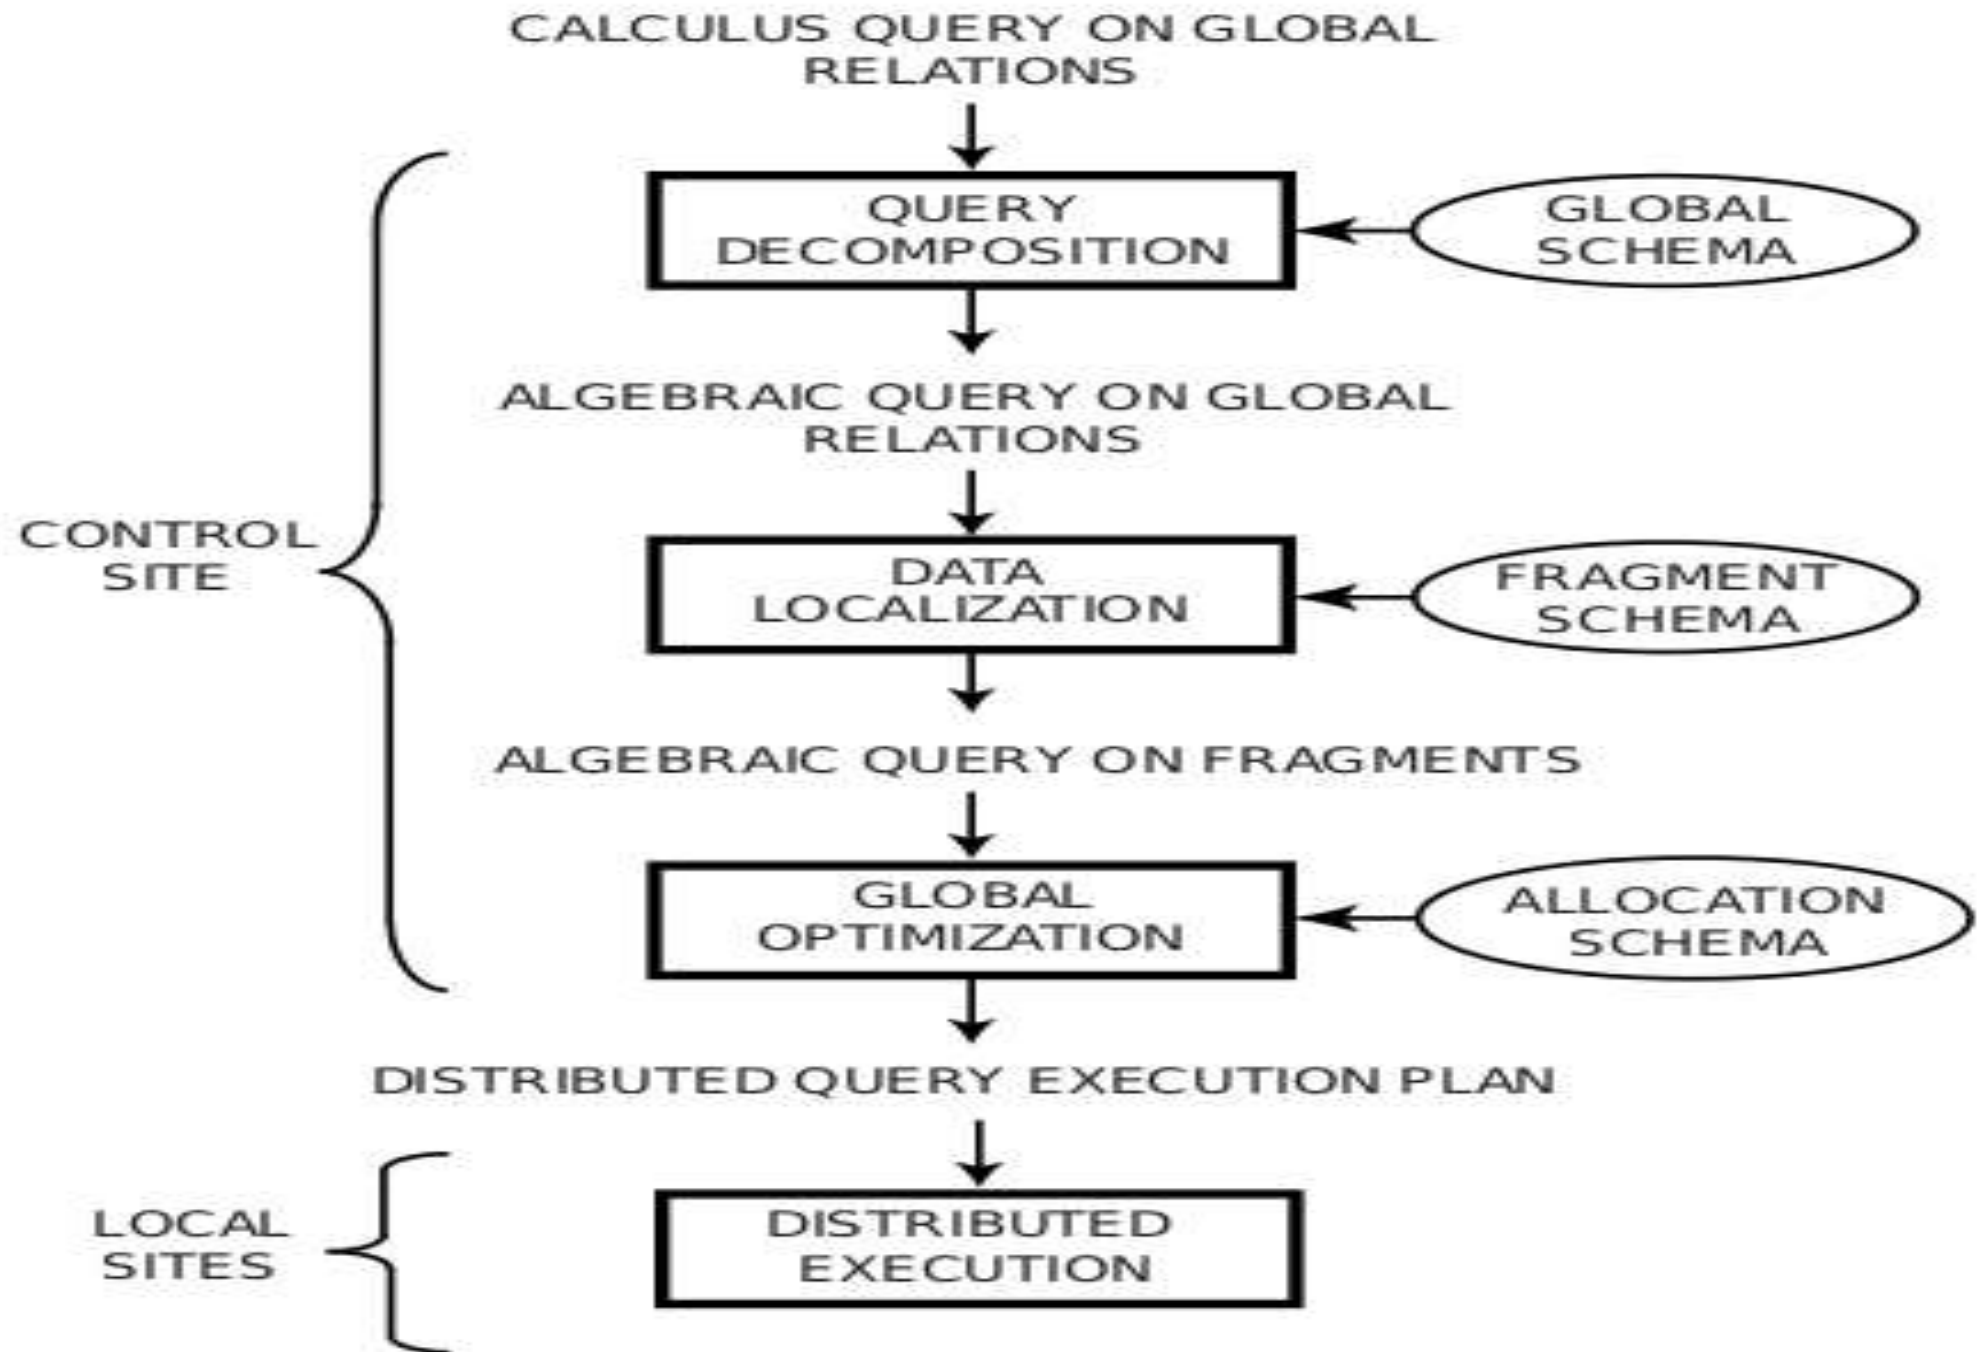 CALCULUS QUERY ON GLOBAL
RELATIONS
QUERY
DECOMPOSITION
GLOBAL
SCHEMA
ALGEBRAIC QUERY ON GLOBAL
RELATIONS
CONTROL
SITE
DATA
LOCALIZATION
FRAGMENT
SCHEMA
ALGEBRAIC QUERY ON FRAGMENTS
GLOBAL
OPTIMIZATION
ALLOCATION
SCHEMA
DISTRIBUTED QUERY EXECUTION PLAN
LOCAL
SITES
DISTRIBUTED
EXECUTION